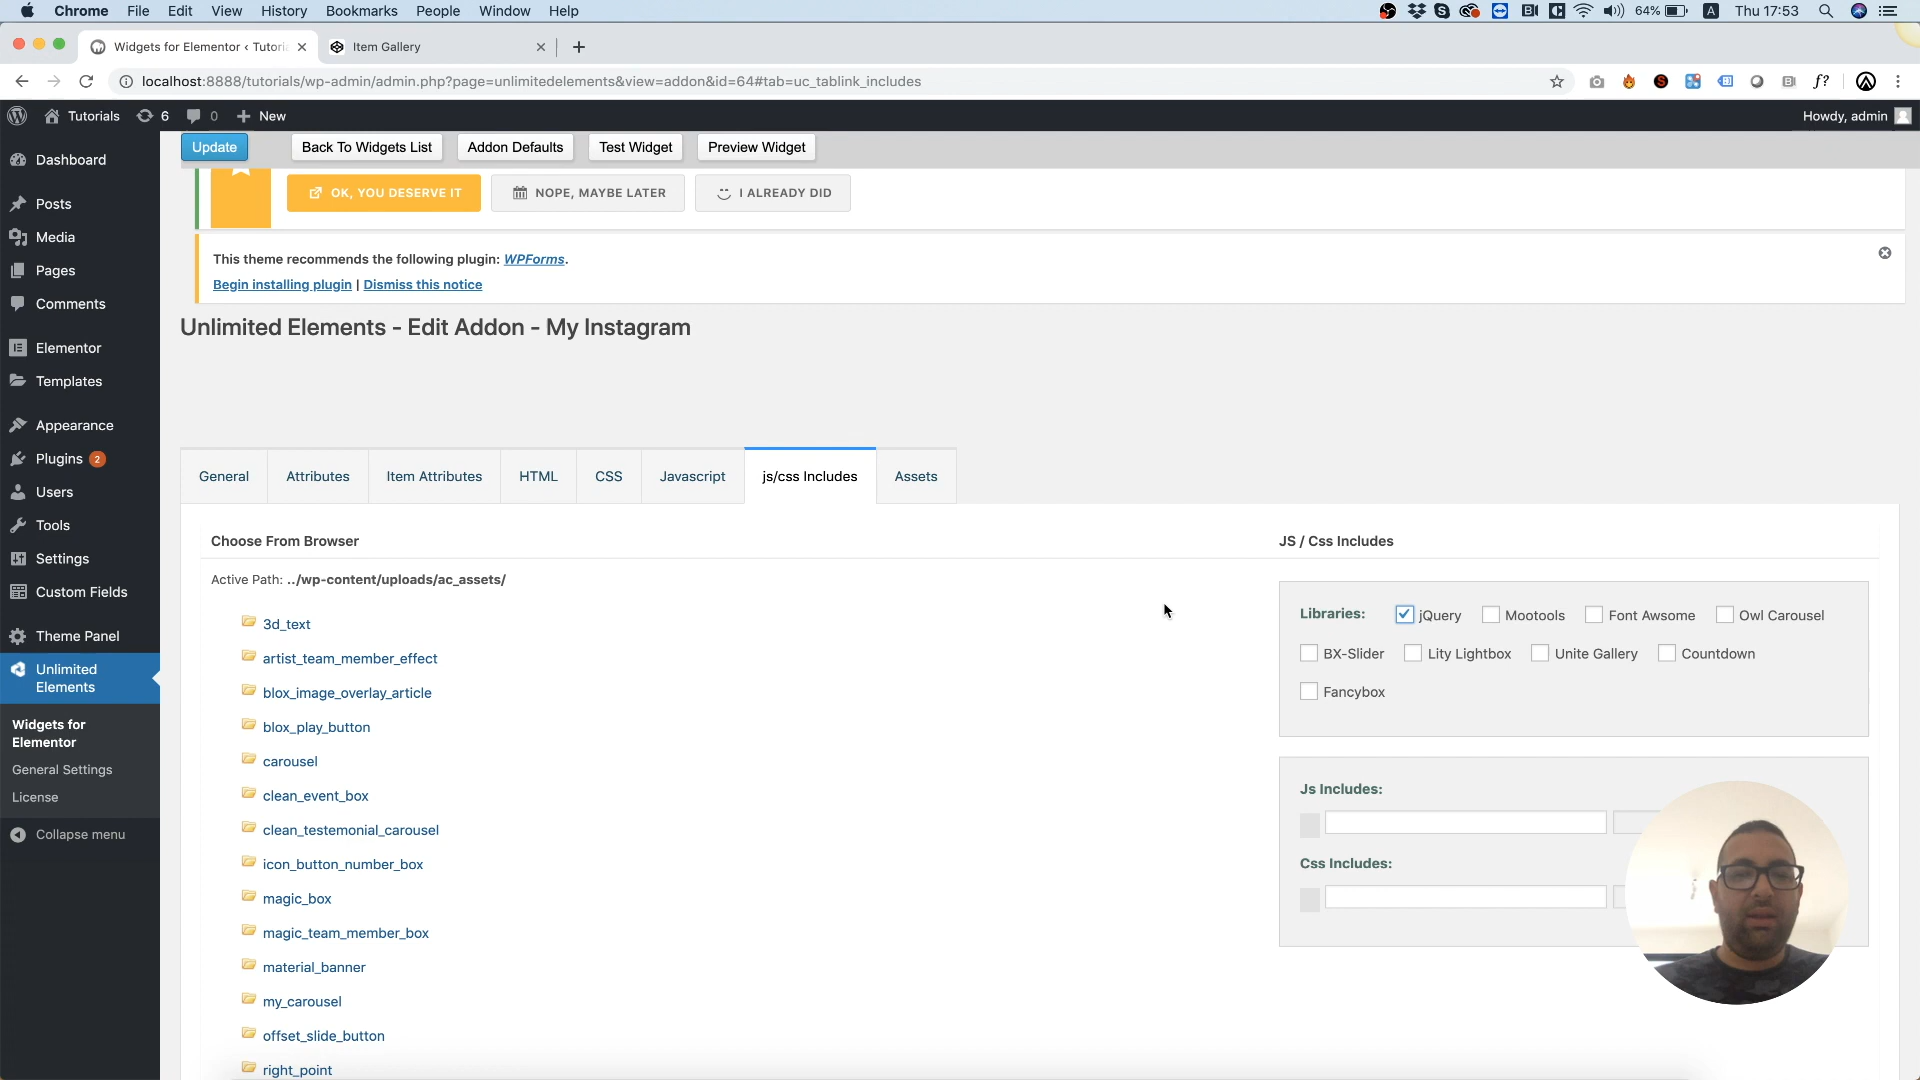 Chrome File Edit View History Bookmarks People Window Help 64% A Thu 17:53
Widgets for Elementor ‹ Tutoria Item Gallery
localhost:8888/tutorials/wp-admin/admin.php?page=unlimitedelements&view=addon&id=64#tab=uc_tablink_includes
Tutorials 6 0 New Howdy, admin
Update Back To Widgets List Addon Defaults Test Widget Preview Widget
OK, YOU DESERVE IT NOPE, MAYBE LATER I ALREADY DID
This theme recommends the following plugin: WPForms.
Begin installing plugin | Dismiss this notice
Unlimited Elements - Edit Addon - My Instagram
Dashboard
Posts
Media
Pages
Comments
Elementor
Templates
Appearance
Plugins 2
Users
Tools
Settings
Custom Fields
Theme Panel
Unlimited
Elements
Widgets for
Elementor
General Settings
License
Collapse menu
General Attributes Item Attributes HTML CSS Javascript js/css Includes Assets
Choose From Browser
Active Path: ../wp-content/uploads/ac_assets/
3d_text
artist_team_member_effect
blox_image_overlay_article
blox_play_button
carousel
clean_event_box
clean_testemonial_carousel
icon_button_number_box
magic_box
magic_team_member_box
material_banner
my_carousel
offset_slide_button
right_point
JS / Css Includes
Libraries: jQuery Mootools Font Awsome Owl Carousel
BX-Slider Lity Lightbox Unite Gallery Countdown
Fancybox
Js Includes:
Css Includes: